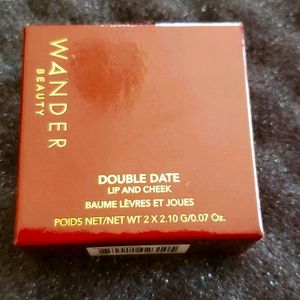 WANDER
BEAUTY
DOUBLE DATE
LIP AND CHEEK
BAUME LÈVRES ET JOUES
POIDS NET/NET WT 2 X 2.10 G/0.07 Oz.